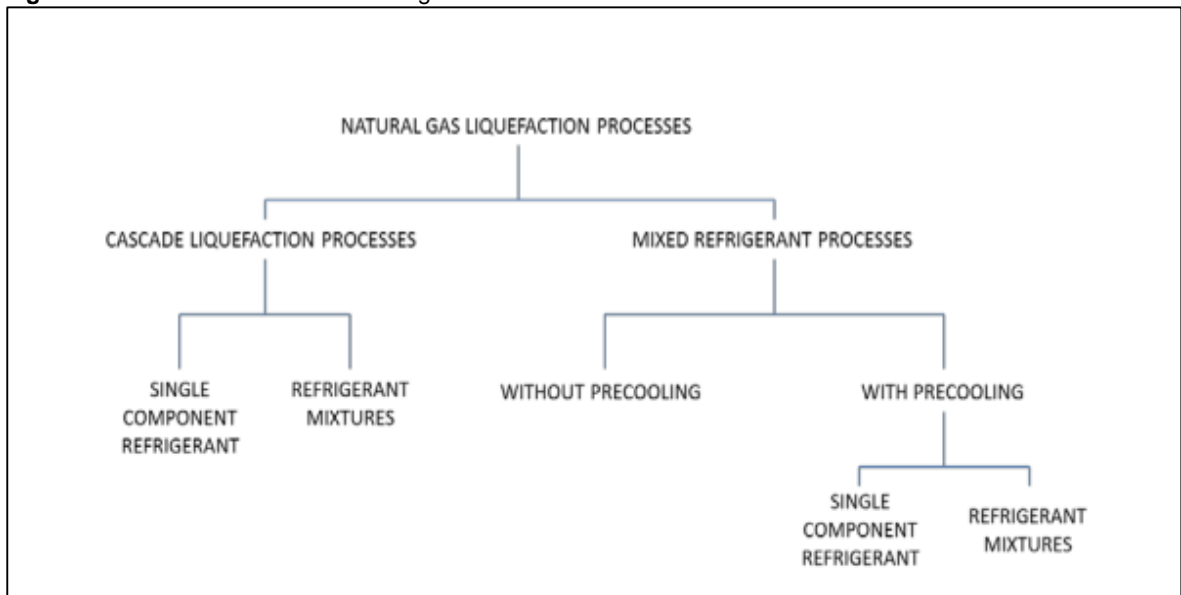 NATURAL GAS LIQUEFACTION PROCESSES
CASCADE LIQUEFACTION PROCESSES
MIXED REFRIGERANT PROCESSES
SINGLE
COMPONENT
REFRIGERANT
REFRIGERANT
MIXTURES
WITHOUT PRECOOLING
WITH PRECOOLING
SINGLE
COMPONENT
REFRIGERANT
REFRIGERANT
MIXTURES